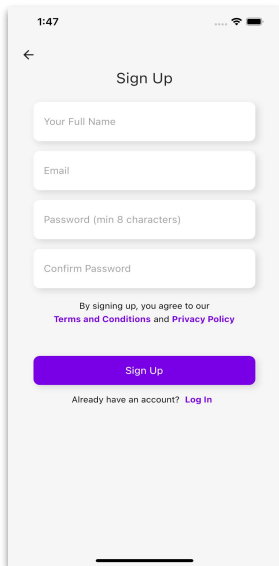 1:47
Sign Up
Your Full Name
Email
Password (min 8 characters)
Confirm Password
By signing up, you agree to our
Terms and Conditions and Privacy Policy
Sign Up
Already have an account? Log In